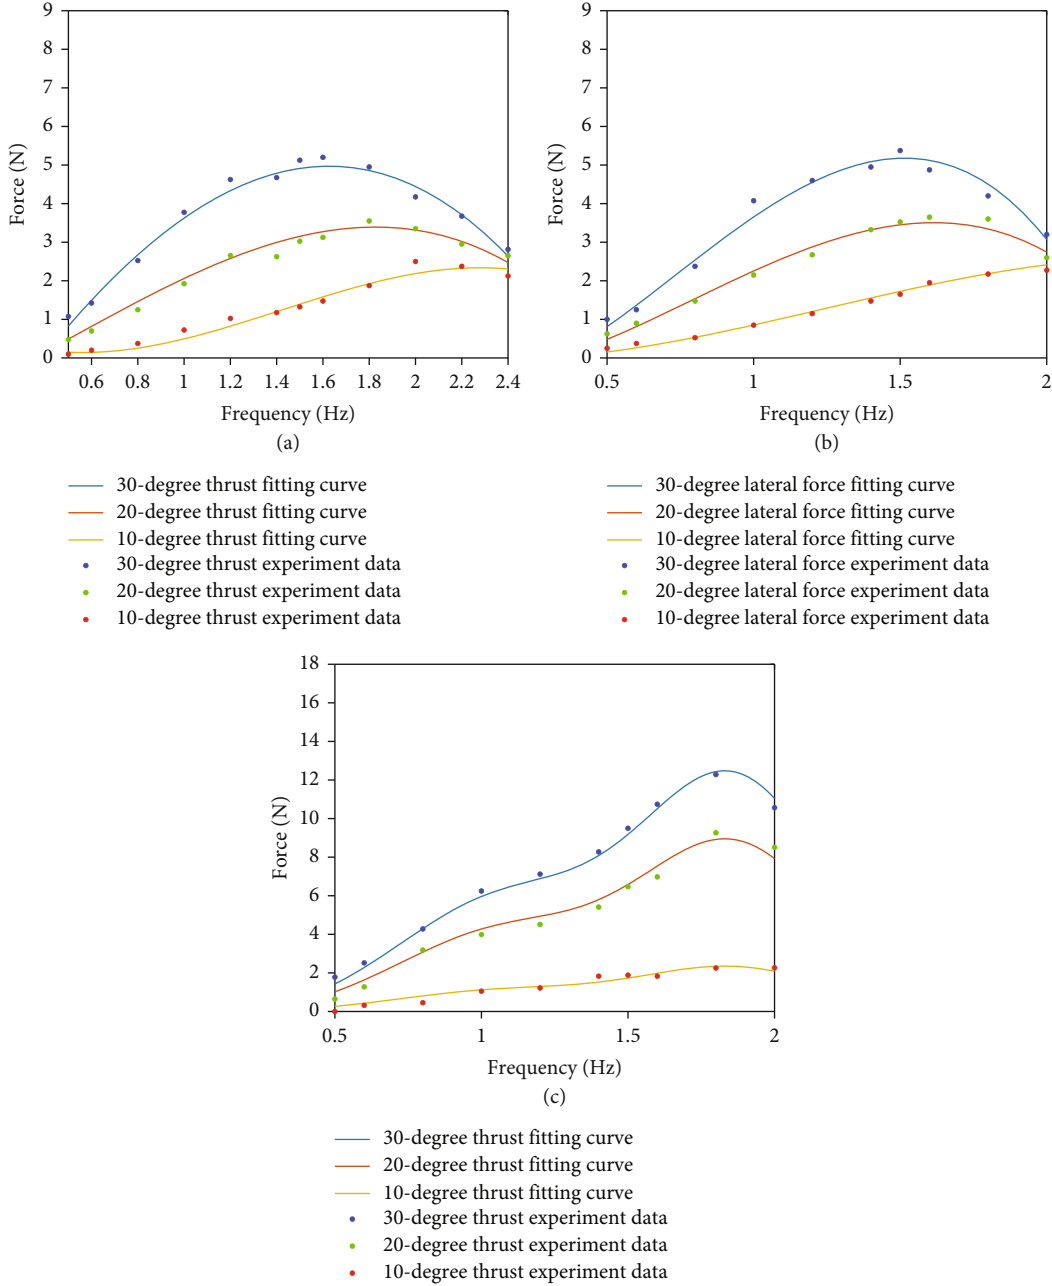 9
8
7
6
5
4
3
2
1
0
Force (N)
0.6 0.8 1 1.2 1.4 1.6 1.8 2 2.2 2.4
Frequency (Hz)
(a)
30-degree thrust fitting curve
20-degree thrust fitting curve
10-degree thrust fitting curve
30-degree thrust experiment data
20-degree thrust experiment data
10-degree thrust experiment data
9
8
7
6
5
4
3
2
1
0
Force (N)
0.5 1 1.5 2
Frequency (Hz)
(b)
30-degree lateral force fitting curve
20-degree lateral force fitting curve
10-degree lateral force fitting curve
30-degree lateral force experiment data
20-degree lateral force experiment data
10-degree lateral force experiment data
18
16
14
12
10
8
6
4
2
0
Force (N)
0.5 1 1.5 2
Frequency (Hz)
(c)
30-degree thrust fitting curve
20-degree thrust fitting curve
10-degree thrust fitting curve
30-degree thrust experiment data
20-degree thrust experiment data
10-degree thrust experiment data